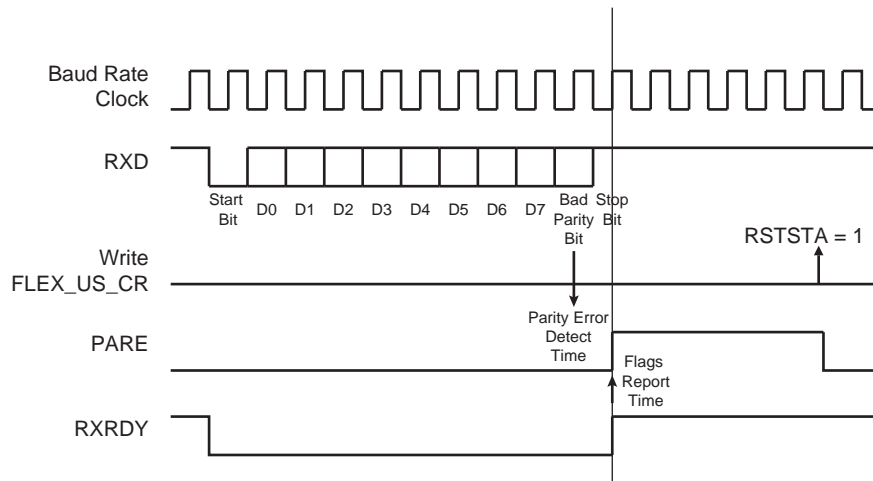 Baud Rate
Clock
RXD
Start
Bit
D0 D1 D2 D3 D4 D5 D6 D7
Bad
Parity
Bit
Stop
Bit
RSTSTA = 1
Write
FLEX_US_CR
Parity Error
Detect
Time
PARE
Flags
Report
Time
RXRDY